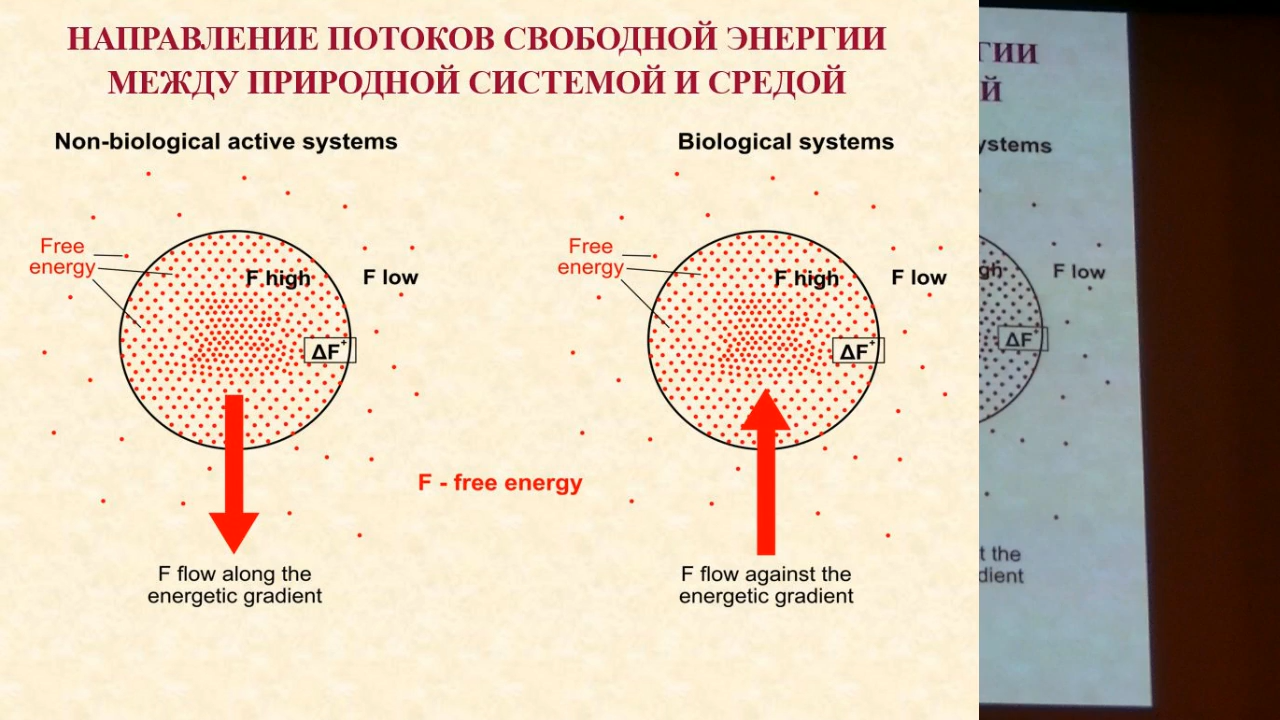 НАПРАВЛЕНИЕ ПОТОКОВ СВОБОДНОЙ ЭНЕРГИИ
МЕЖДУ ПРИРОДНОЙ СИСТЕМОЙ И СРЕДОЙ
Non-biological active systems
Free
energy
F high
F low
ΔF⁺
F flow along the
energetic gradient
F - free energy
Biological systems
Free
energy
F high
F low
ΔF⁺
F flow against the
energetic gradient
ГИИ
Й
ystems
gh
F low
ΔF⁺
t the
dient